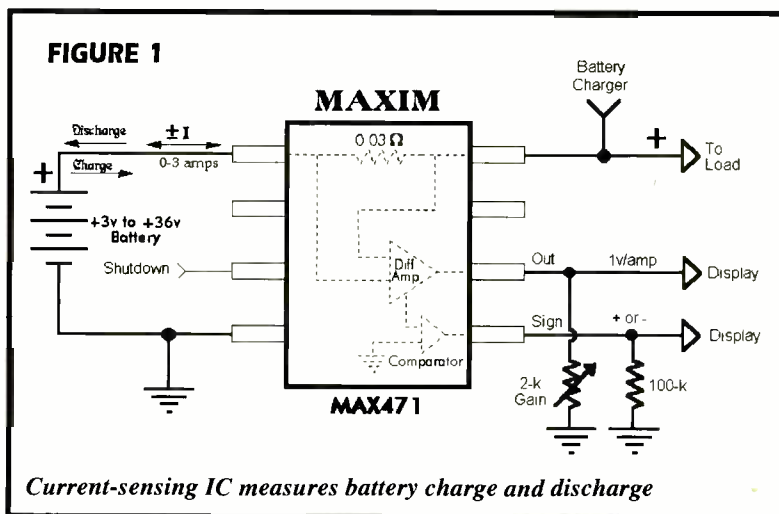 FIGURE 1
Battery
Charger
MAXIM
Discharge
± I
0.03 Ω
+
To
Load
Charge
0-3 amps
+
+3v to +36v
Battery
Shutdown
Diff
Amp
Out
1v/amp
Display
Sign
+ or -
Display
Comparator
2-k
Gain
100-k
MAX471
Current-sensing IC measures battery charge and discharge